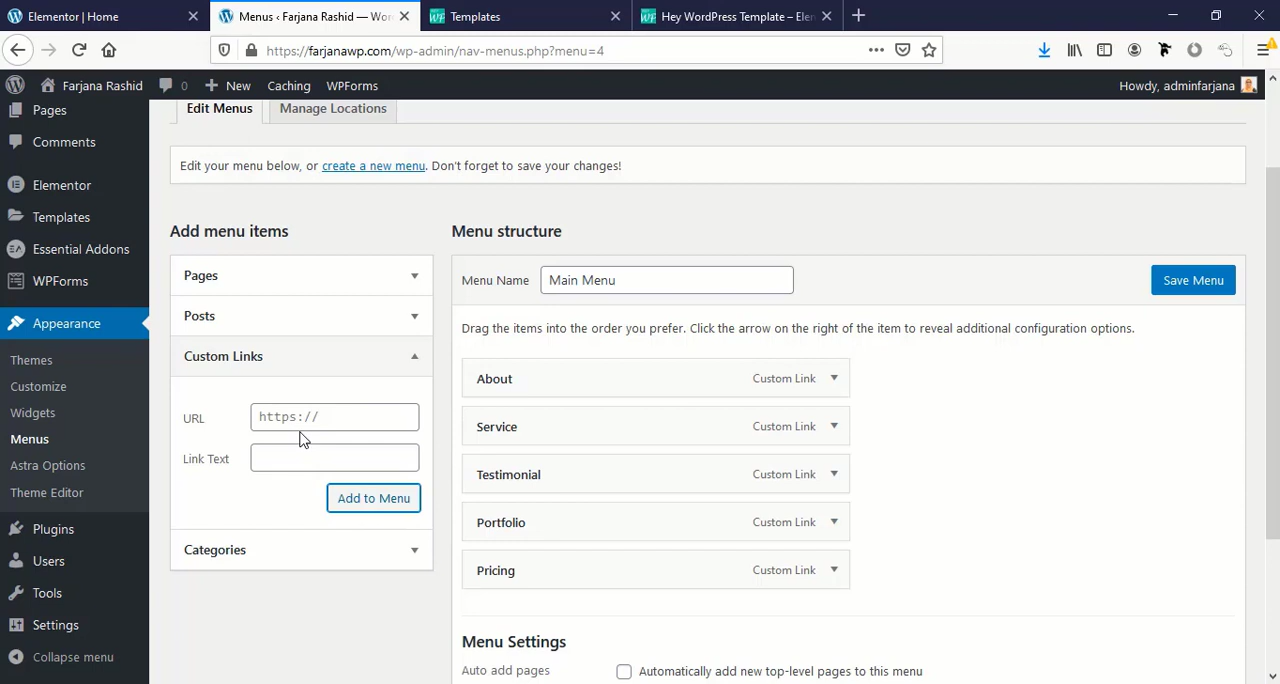 Elementor | Home
Menus ‹ Farjana Rashid — Wor
Templates
Hey WordPress Template – Elem
https://farjanawp.com/wp-admin/nav-menus.php?menu=4
Farjana Rashid
0
New
Caching
WPForms
Howdy, adminfarjana
Pages
Comments
Elementor
Templates
Essential Addons
WPForms
Appearance
Themes
Customize
Widgets
Menus
Astra Options
Theme Editor
Plugins
Users
Tools
Settings
Collapse menu
Edit Menus
Manage Locations
Edit your menu below, or create a new menu. Don't forget to save your changes!
Add menu items
Pages
Posts
Custom Links
URL
https://
Link Text
Add to Menu
Categories
Menu structure
Menu Name
Main Menu
Save Menu
Drag the items into the order you prefer. Click the arrow on the right of the item to reveal additional configuration options.
About
Custom Link
Service
Custom Link
Testimonial
Custom Link
Portfolio
Custom Link
Pricing
Custom Link
Menu Settings
Auto add pages
Automatically add new top-level pages to this menu